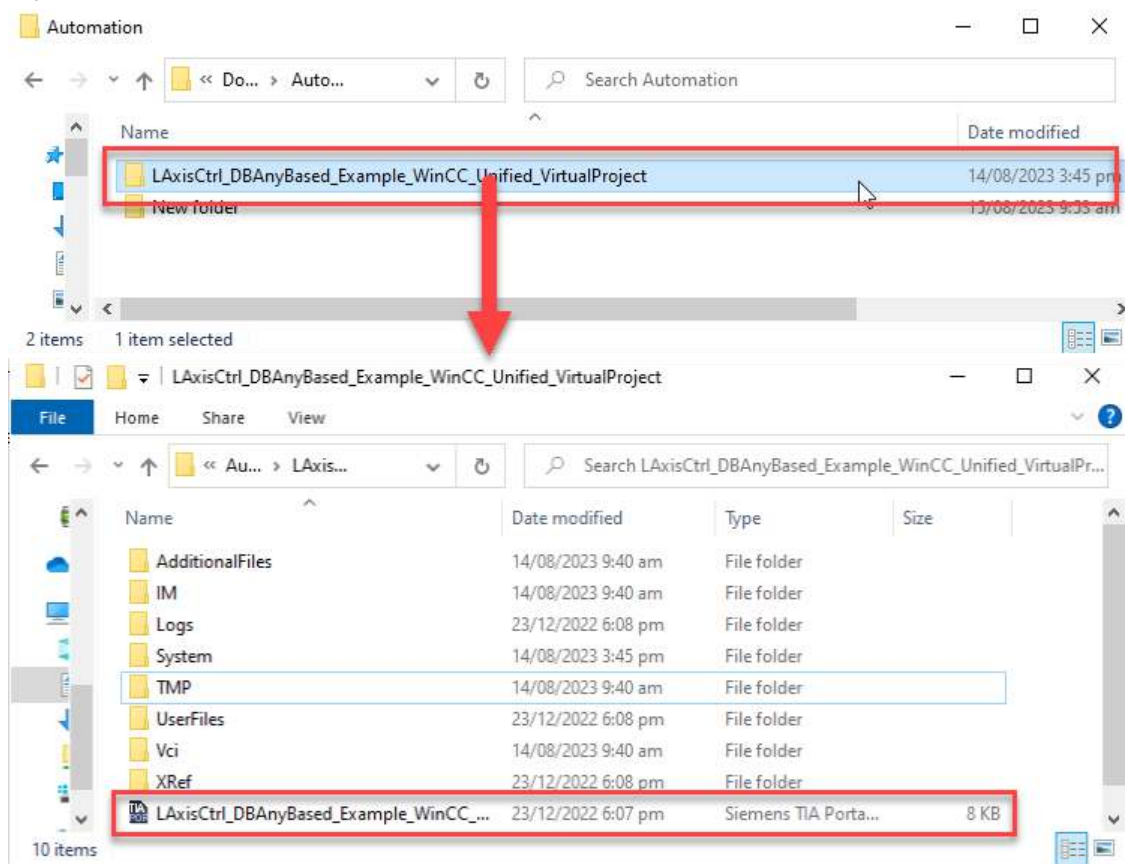 Automation
« Do... › Auto... Search Automation
Name Date modified
LAxisCtrl_DBAnyBased_Example_WinCC_Unified_VirtualProject 14/08/2023 3:45 pm
New folder 15/08/2023 9:53 am
2 items 1 item selected
LAxisCtrl_DBAnyBased_Example_WinCC_Unified_VirtualProject
File Home Share View
« Au... › LAxis... Search LAxisCtrl_DBAnyBased_Example_WinCC_Unified_VirtualPr...
Name Date modified Type Size
AdditionalFiles 14/08/2023 9:40 am File folder
IM 14/08/2023 9:40 am File folder
Logs 23/12/2022 6:08 pm File folder
System 14/08/2023 3:45 pm File folder
TMP 14/08/2023 9:40 am File folder
UserFiles 23/12/2022 6:08 pm File folder
Vci 14/08/2023 9:40 am File folder
XRef 23/12/2022 6:08 pm File folder
LAxisCtrl_DBAnyBased_Example_WinCC_... 23/12/2022 6:07 pm Siemens TIA Porta... 8 KB
10 items